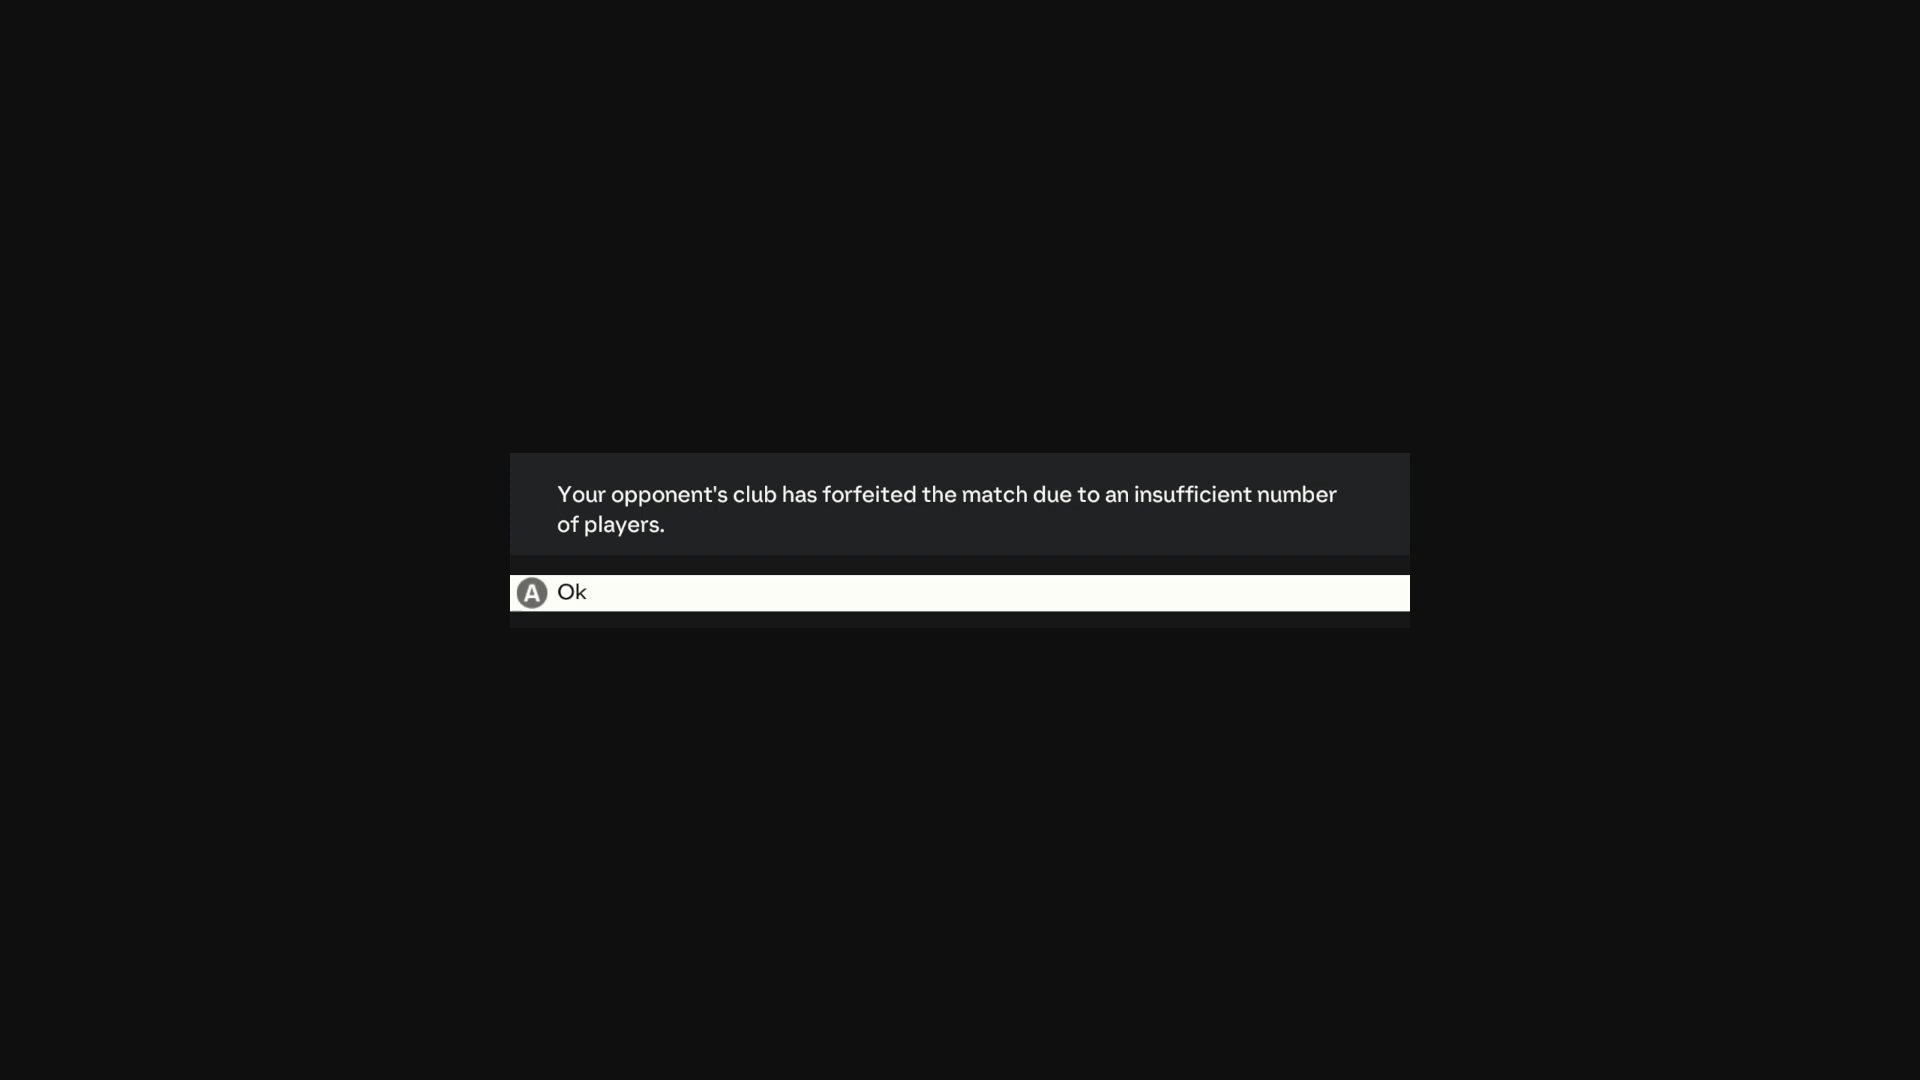 Your opponent's club has forfeited the match due to an insufficient number
of players.
A Ok